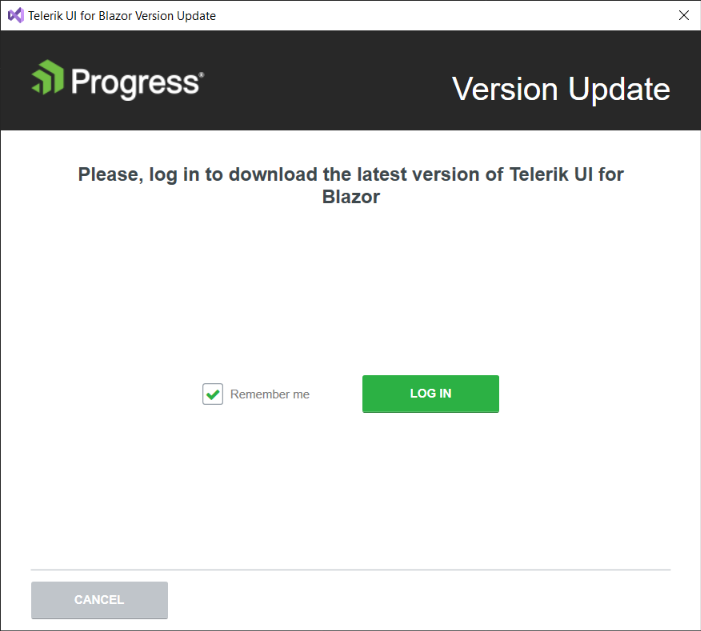 Telerik UI for Blazor Version Update
Progress®
Version Update
Please, log in to download the latest version of Telerik UI for
Blazor
Remember me
LOG IN
CANCEL